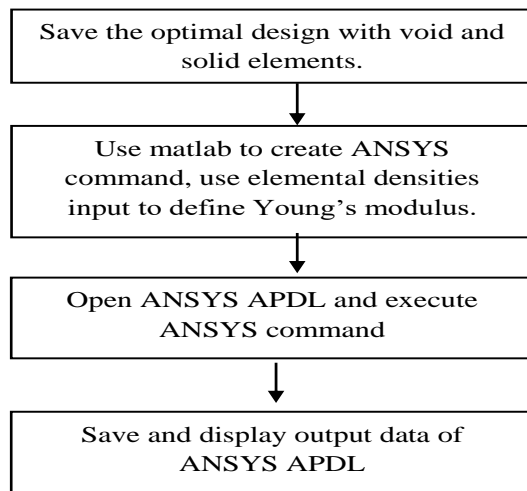 Save the optimal design with void and
solid elements.
Use matlab to create ANSYS
command, use elemental densities
input to define Young’s modulus.
Open ANSYS APDL and execute
ANSYS command
Save and display output data of
ANSYS APDL